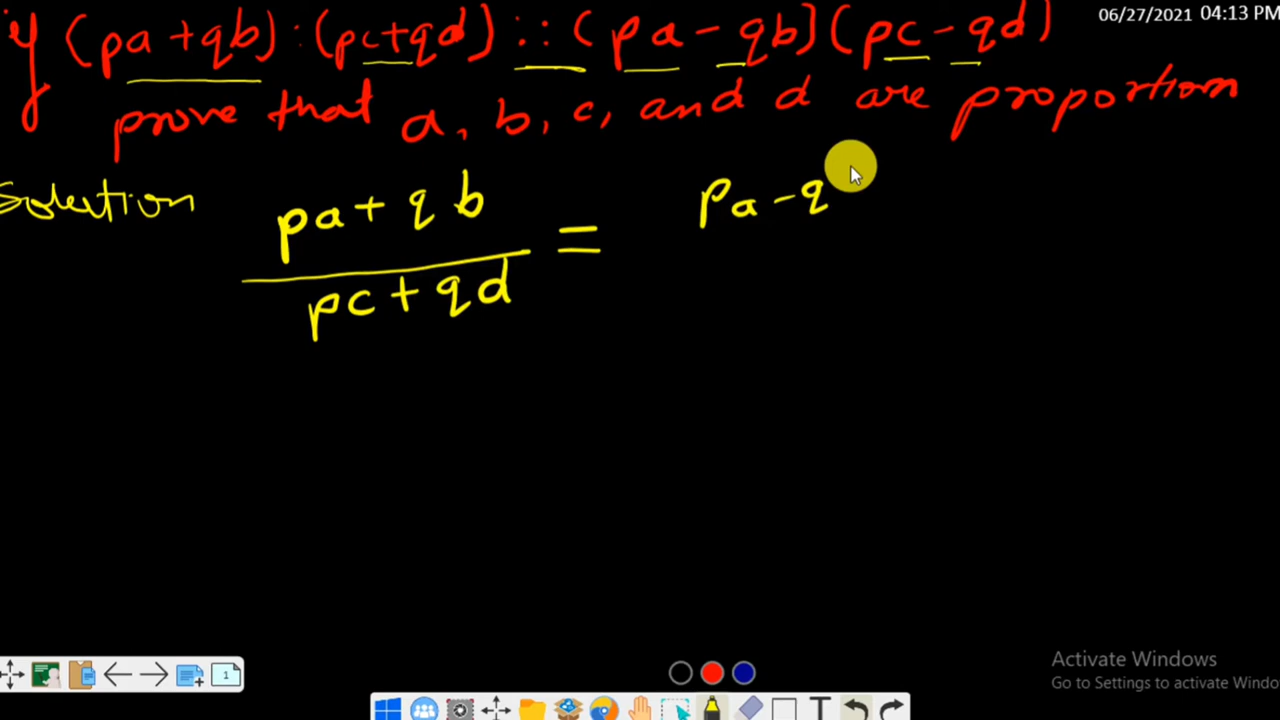 06/27/2021 04:13 PM
if (pa+qb) : (pc+qd) :: (pa-qb)(pc-qd)
prove that a, b, c, and d are proportion
Solution
pa+qb
=
pa-q
pc+qd
1
Activate Windows
Go to Settings to activate Windo
T